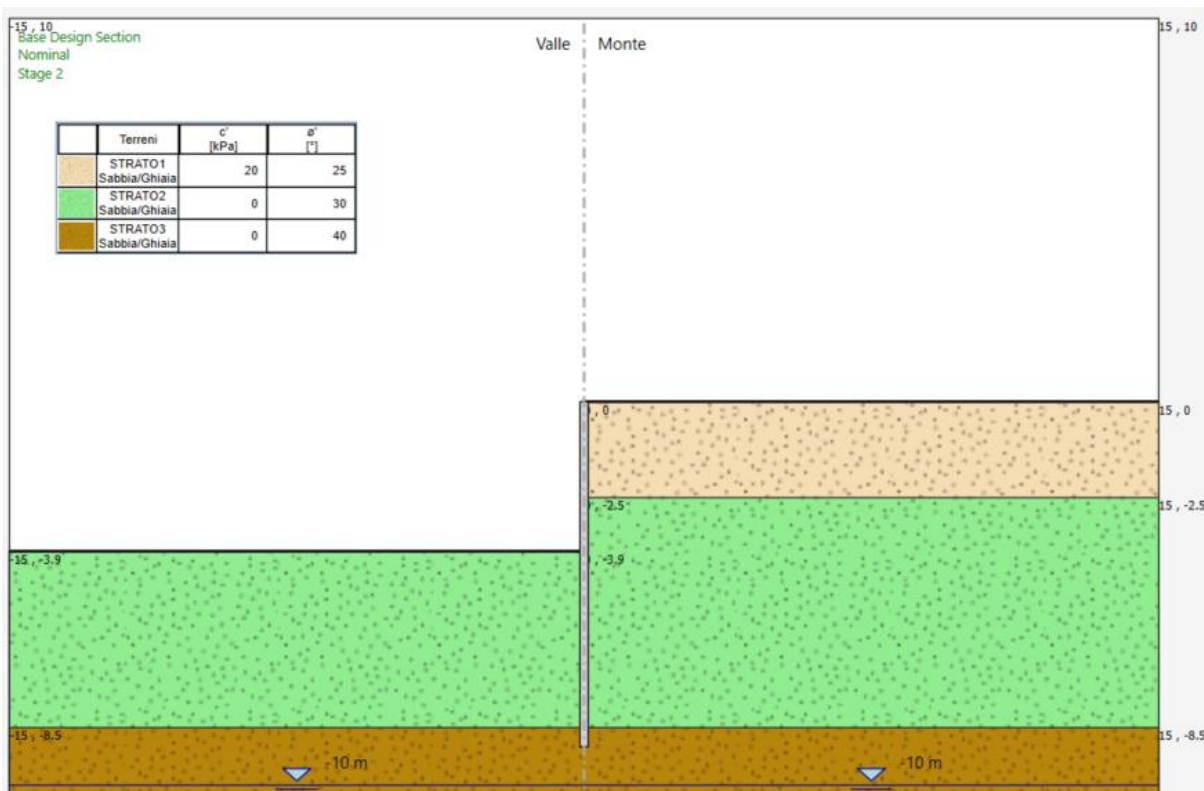 -15 , 10
15 , 10
Base Design Section
Nominal
Stage 2
Valle
Monte
Terreni c' [kPa] ø' [°]
STRATO1 Sabbia/Ghiaia 20 25
STRATO2 Sabbia/Ghiaia 0 30
STRATO3 Sabbia/Ghiaia 0 40
, 0
15 , 0
, -2.5
15 , -2.5
-15 , -3.9
, -3.9
-15 , -8.5
15 , -8.5
-10 m
-10 m